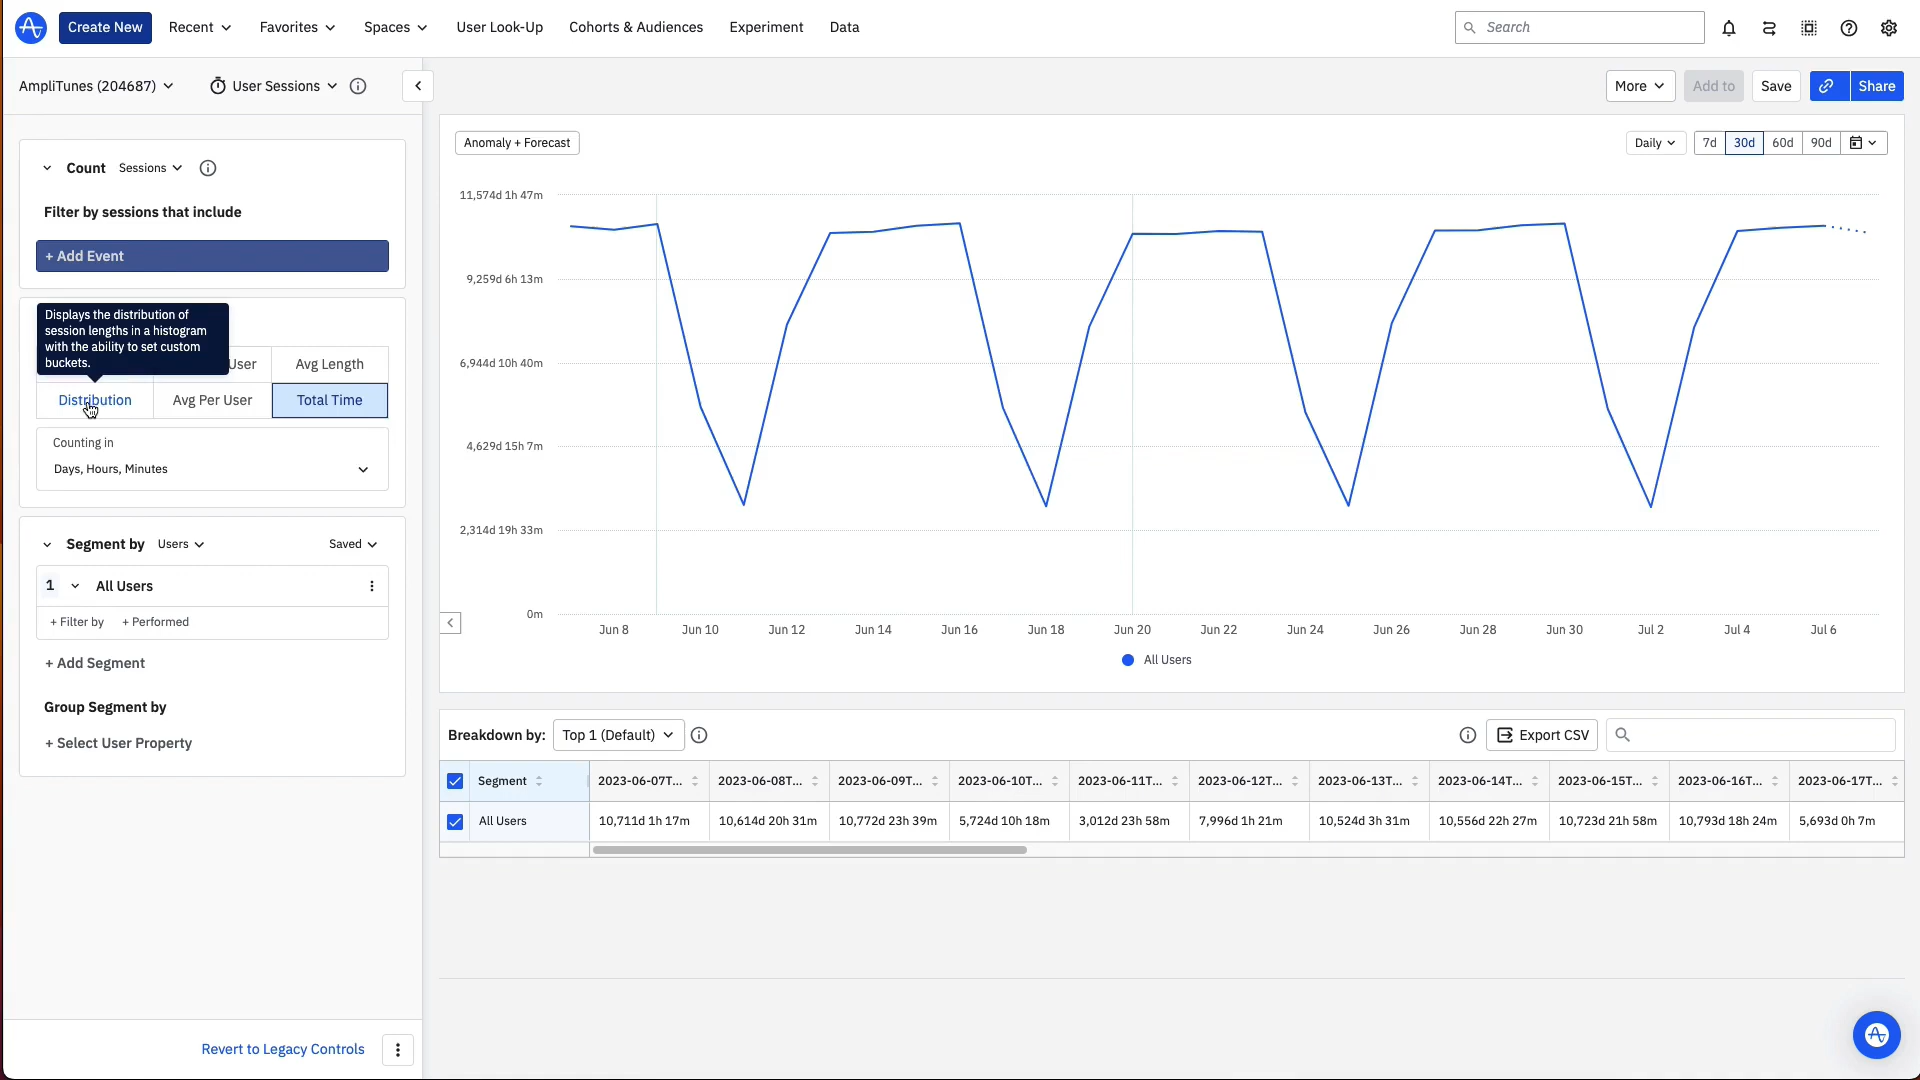 Create New
Recent
Favorites
Spaces
User Look-Up
Cohorts & Audiences
Experiment
Data
Search
AmpliTunes (204687)
User Sessions
More
Add to
Save
Share
Count
Sessions
Filter by sessions that include
+ Add Event
Displays the distribution of
session lengths in a histogram
with the ability to set custom
buckets.
User
Avg Length
Distribution
Avg Per User
Total Time
Counting in
Days, Hours, Minutes
Segment by
Users
Saved
1
All Users
+ Filter by
+ Performed
+ Add Segment
Group Segment by
+ Select User Property
Revert to Legacy Controls
Anomaly + Forecast
Daily
7d
30d
60d
90d
11,574d 1h 47m
9,259d 6h 13m
6,944d 10h 40m
4,629d 15h 7m
2,314d 19h 33m
0m
Jun 8
Jun 10
Jun 12
Jun 14
Jun 16
Jun 18
Jun 20
Jun 22
Jun 24
Jun 26
Jun 28
Jun 30
Jul 2
Jul 4
Jul 6
All Users
Breakdown by:
Top 1 (Default)
Export CSV
Segment
2023-06-07T...
2023-06-08T...
2023-06-09T...
2023-06-10T...
2023-06-11T...
2023-06-12T...
2023-06-13T...
2023-06-14T...
2023-06-15T...
2023-06-16T...
2023-06-17T...
All Users
10,711d 1h 17m
10,614d 20h 31m
10,772d 23h 39m
5,724d 10h 18m
3,012d 23h 58m
7,996d 1h 21m
10,524d 3h 31m
10,556d 22h 27m
10,723d 21h 58m
10,793d 18h 24m
5,693d 0h 7m